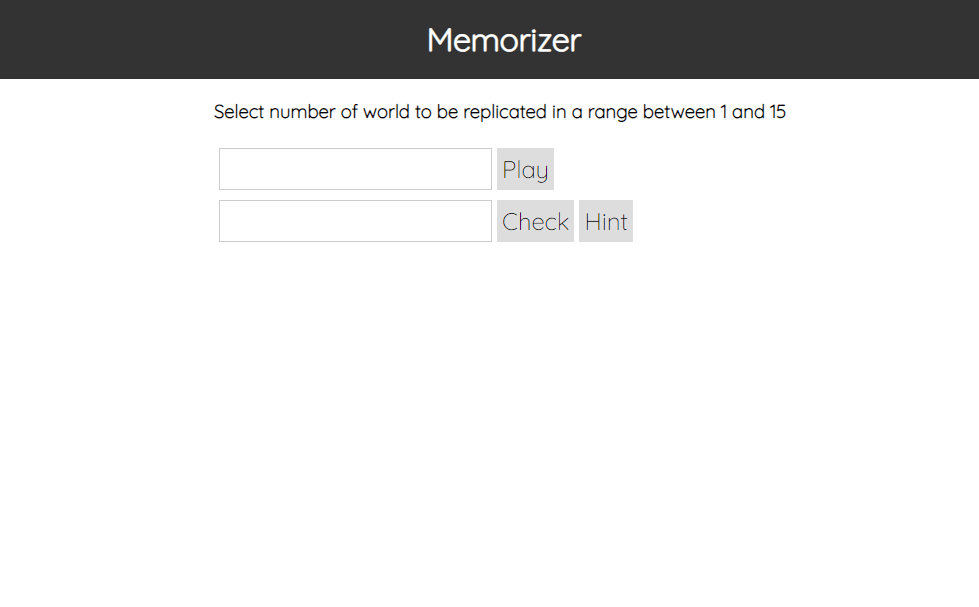 Memorizer
Select number of world to be replicated in a range between 1 and 15
Play
Check Hint